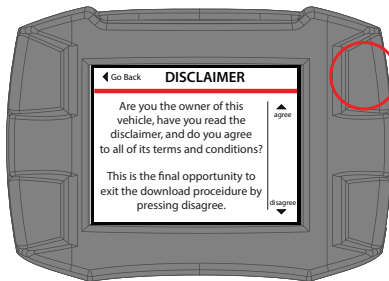 Go Back DISCLAIMER
Are you the owner of this
vehicle, have you read the
disclaimer, and do you agree
to all of its terms and conditions?
This is the final opportunity to
exit the download proceidure by
pressing disagree.
agree
disagree